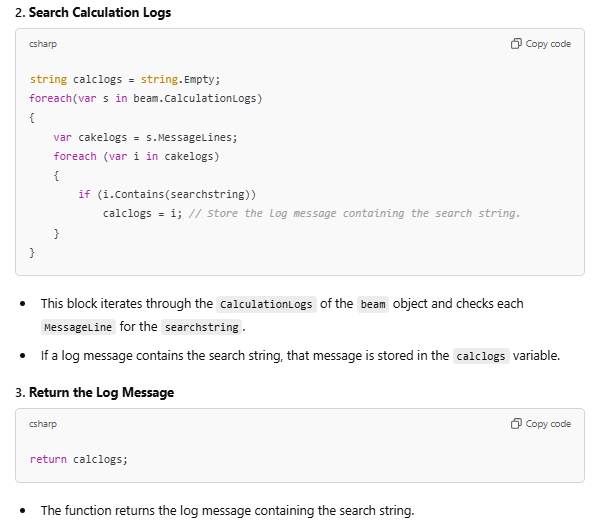 2. Search Calculation Logs
csharp
Copy code
string calclogs = string.Empty;
foreach(var s in beam.CalculationLogs)
{
    var cakelogs = s.MessageLines;
    foreach (var i in cakelogs)
    {
        if (i.Contains(searchstring))
            calclogs = i; // Store the log message containing the search string.
    }
}
• This block iterates through the CalculationLogs of the beam object and checks each
MessageLine for the searchstring.
• If a log message contains the search string, that message is stored in the calclogs variable.
3. Return the Log Message
csharp
Copy code
return calclogs;
• The function returns the log message containing the search string.